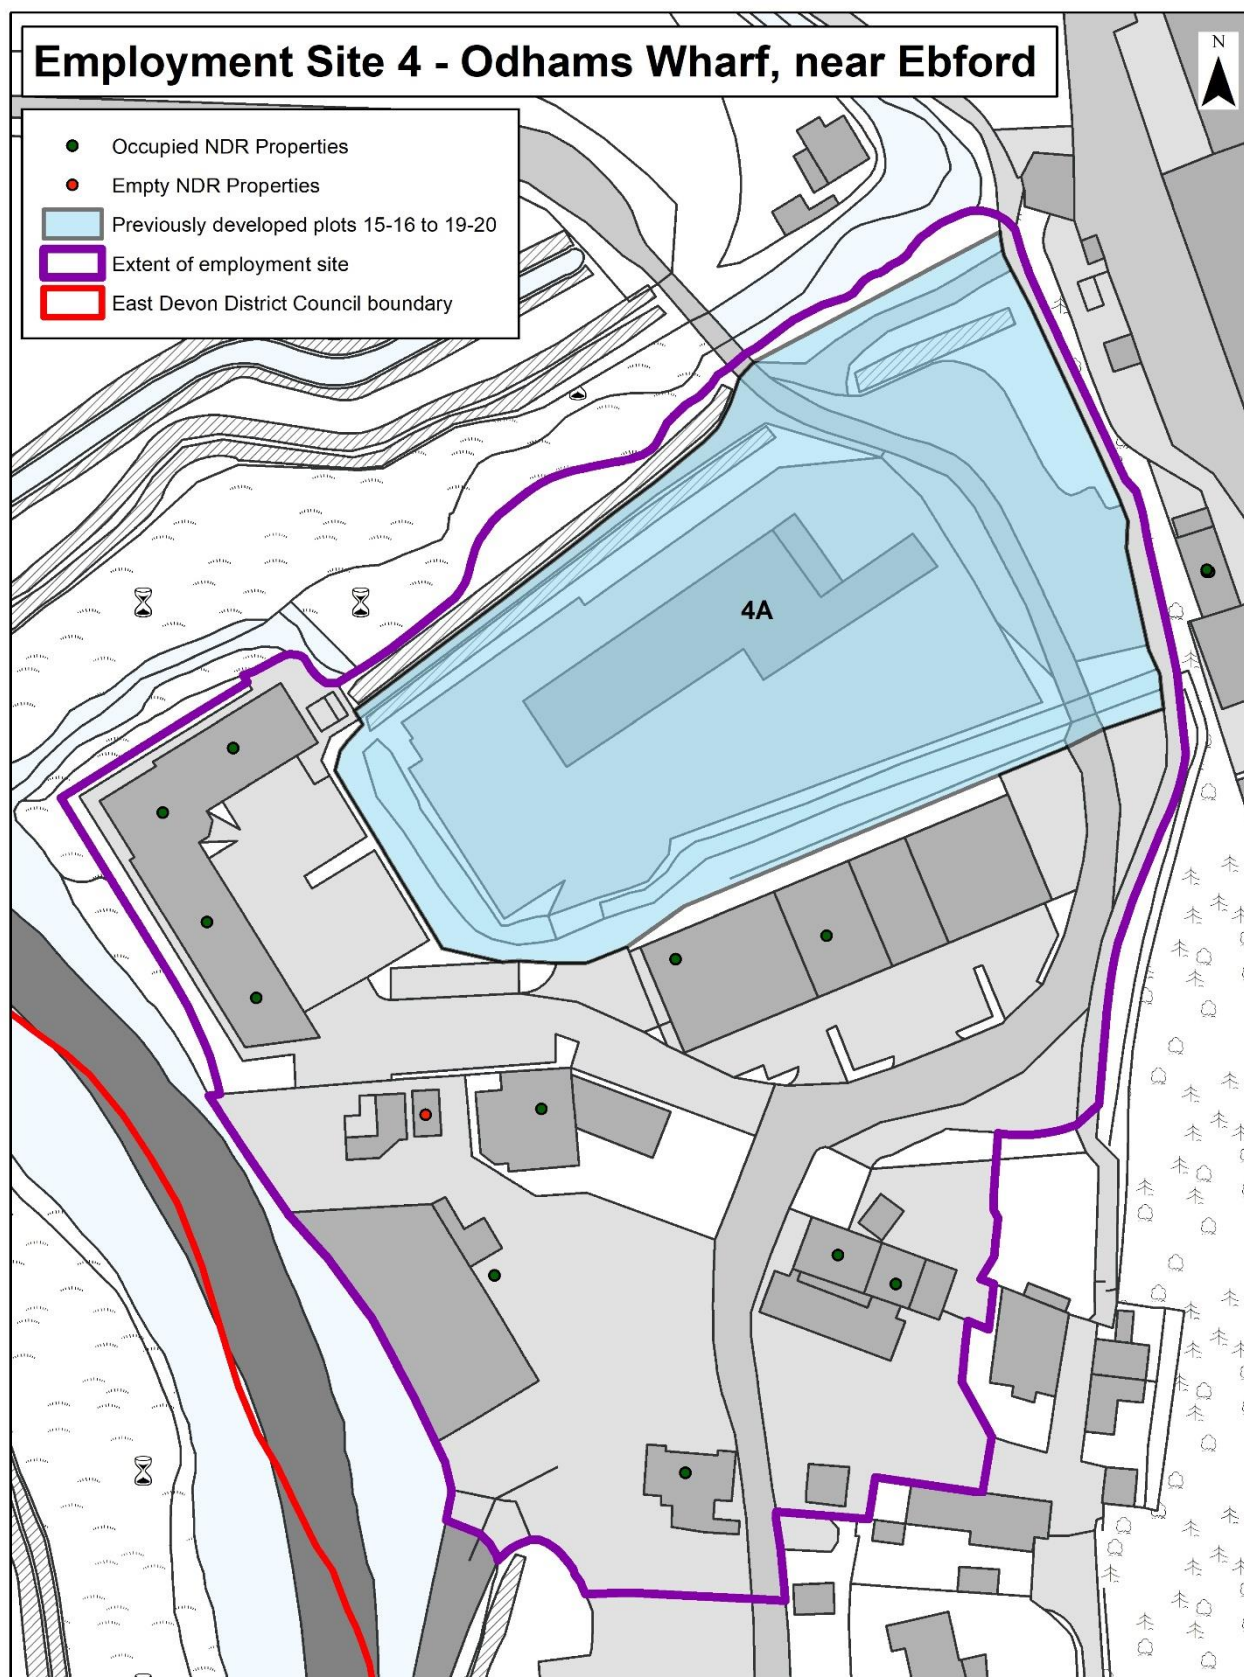 Employment Site 4 - Odhams Wharf, near Ebford
N
Occupied NDR Properties
Empty NDR Properties
Previously developed plots 15-16 to 19-20
Extent of employment site
East Devon District Council boundary
4A